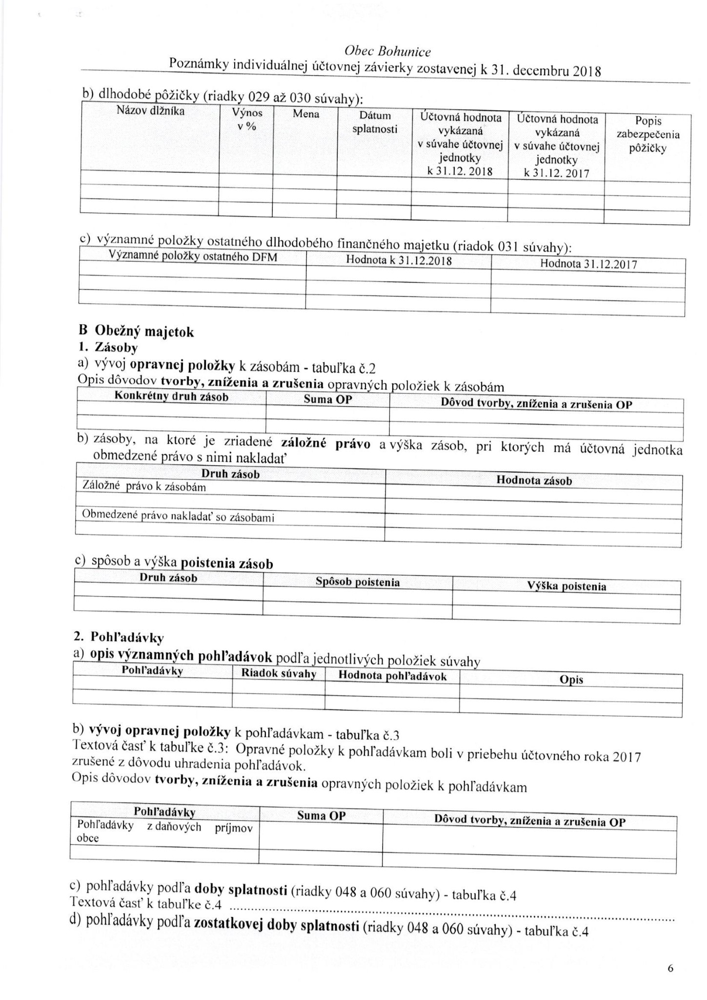 Obec Bohunice
Poznámky individuálnej účtovnej závierky zostavenej k 31. decembru 2018
b) dlhodobé pôžičky (riadky 029 až 030 súvahy):
Názov dlžníka
Výnos
v %
Mena
Dátum
splatnosti
Účtovná hodnota
vykázaná
v súvahe účtovnej
jednotky
k 31.12. 2018
Účtovná hodnota
vykázaná
v súvahe účtovnej
jednotky
k 31.12. 2017
Popis
zabezpečenia
pôžičky
c) významné položky ostatného dlhodobého finančného majetku (riadok 031 súvahy):
Významné položky ostatného DFM
Hodnota k 31.12.2018
Hodnota 31.12.2017
B Obežný majetok
1. Zásoby
a) vývoj opravnej položky k zásobám - tabuľka č.2
Opis dôvodov tvorby, zníženia a zrušenia opravných položiek k zásobám
Konkrétny druh zásob
Suma OP
Dôvod tvorby, zníženia a zrušenia OP
b) zásoby, na ktoré je zriadené záložné právo a výška zásob, pri ktorých má účtovná jednotka
obmedzené právo s nimi nakladať
Druh zásob
Hodnota zásob
Záložné právo k zásobám
Obmedzené právo nakladať so zásobami
c) spôsob a výška poistenia zásob
Druh zásob
Spôsob poistenia
Výška poistenia
2. Pohľadávky
a) opis významných pohľadávok podľa jednotlivých položiek súvahy
Pohľadávky
Riadok súvahy
Hodnota pohľadávok
Opis
b) vývoj opravnej položky k pohľadávkam - tabuľka č.3
Textová časť k tabuľke č.3: Opravné položky k pohľadávkam boli v priebehu účtovného roka 2017
zrušené z dôvodu uhradenia pohľadávok.
Opis dôvodov tvorby, zníženia a zrušenia opravných položiek k pohľadávkam
Pohľadávky
Suma OP
Dôvod tvorby, zníženia a zrušenia OP
Pohľadávky z daňových príjmov
obce
c) pohľadávky podľa doby splatnosti (riadky 048 a 060 súvahy) - tabuľka č.4
Textová časť k tabuľke č.4 ..........................................................................................
d) pohľadávky podľa zostatkovej doby splatnosti (riadky 048 a 060 súvahy) - tabuľka č.4
6